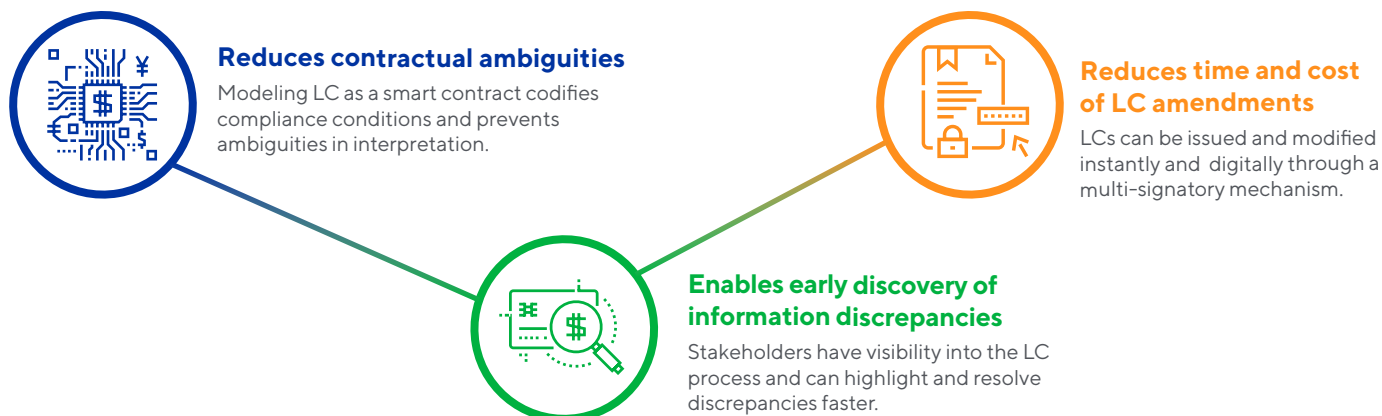 Reduces contractual ambiguities
Modeling LC as a smart contract codifies
compliance conditions and prevents
ambiguities in interpretation.
Enables early discovery of
information discrepancies
Stakeholders have visibility into the LC
process and can highlight and resolve
discrepancies faster.
Reduces time and cost
of LC amendments
LCs can be issued and modified
instantly and digitally through a
multi-signatory mechanism.